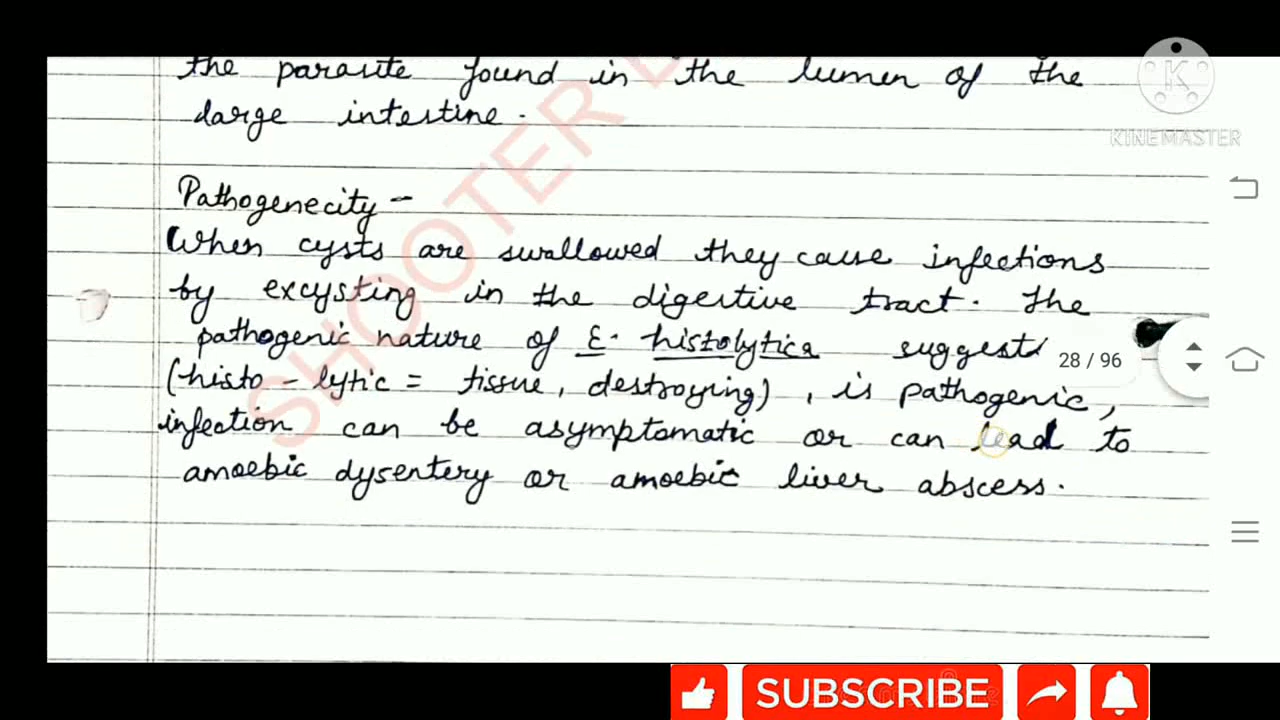 the parasite found in the lumen of the
large intestine.
Pathogenecity -
When cysts are swallowed they cause infections
by excysting in the digestive tract. The
pathogenic nature of E. histolytica suggest
(histo - lytic = tissue, destroying), is pathogenic,
infection can be asymptomatic or can lead to
amoebic dysentery or amoebic liver abscess.
SHOOTER
KINEMASTER
28 / 96
SUBSCRIBE